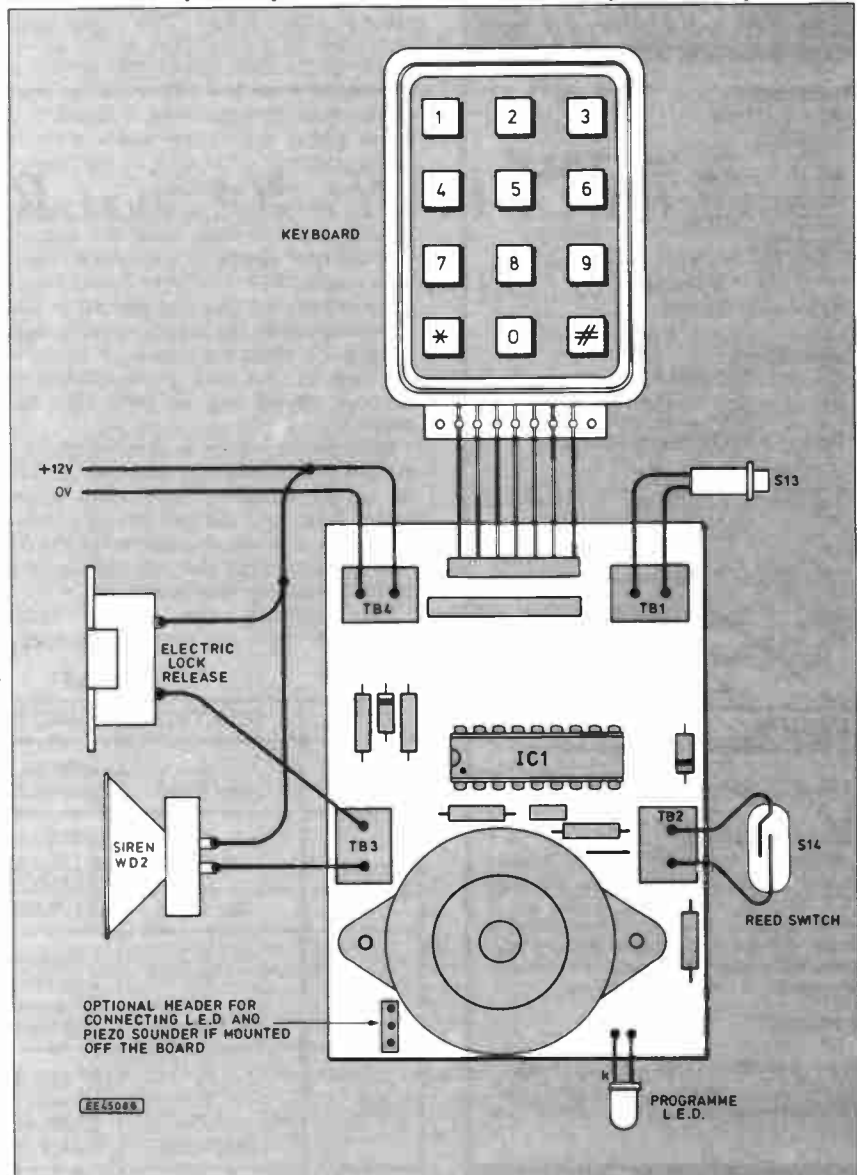 1 2 3
4 5 6
KEYBOARD
7 8 9
* 0 #
+12V
0V
S13
TB4
TB1
ELECTRIC
LOCK
RELEASE
IC1
SIREN
WD2
TB3
TB2
S14
REED SWITCH
OPTIONAL HEADER FOR
CONNECTING L.E.D. AND
PIEZO SOUNDER IF MOUNTED
OFF THE BOARD
k
PROGRAMME
L.E.D.
EE45086